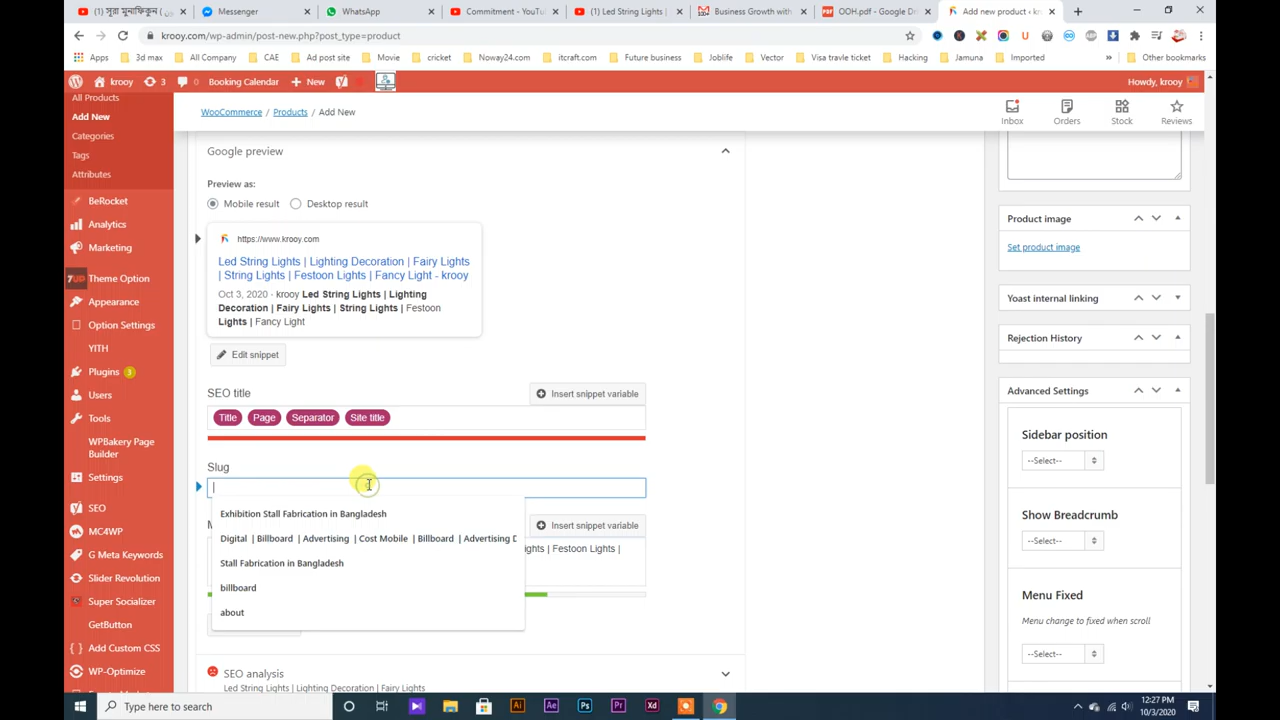 (1) সূরা মুনাফিকুন | (
Messenger
WhatsApp
Commitment - YouTu
(1) Led String Lights |
Business Growth with
OOH.pdf - Google Dr
Add new product ‹ kro
krooy.com/wp-admin/post-new.php?post_type=product
Apps
3d max
All Company
CAE
Ad post site
Movie
cricket
Noway24.com
itcraft.com
Future business
Joblife
Vector
Visa travle ticket
Hacking
Jamuna
Imported
»
Other bookmarks
krooy
3
+ New
Booking Calendar
Howdy, krooy
All Products
Add New
Categories
Tags
Attributes
BeRocket
Analytics
Marketing
Theme Option
Appearance
Option Settings
YITH
Plugins 3
Users
Tools
WPBakery Page
Builder
Settings
SEO
MC4WP
G Meta Keywords
Slider Revolution
Super Socializer
GetButton
Add Custom CSS
WP-Optimize
WooCommerce / Products / Add New
Inbox
Orders
Stock
Reviews
Google preview
Preview as:
Mobile result
Desktop result
https://www.krooy.com
Led String Lights | Lighting Decoration | Fairy Lights
| String Lights | Festoon Lights | Fancy Light - krooy
Oct 3, 2020 - krooy Led String Lights | Lighting
Decoration | Fairy Lights | String Lights | Festoon
Lights | Fancy Light
Edit snippet
SEO title
Insert snippet variable
Title
Page
Separator
Site title
Slug
Exhibition Stall Fabrication in Bangladesh
Digital | Billboard | Advertising | Cost Mobile | Billboard | Advertising D
Stall Fabrication in Bangladesh
billboard
about
M
Insert snippet variable
ights | Festoon Lights |
SEO analysis
Led String Lights | Lighting Decoration | Fairy Lights
Product image
Set product image
Yoast internal linking
Rejection History
Advanced Settings
Sidebar position
--Select--
Show Breadcrumb
--Select--
Menu Fixed
Menu change to fixed when scroll
--Select--
Type here to search
12:27 PM
10/3/2020